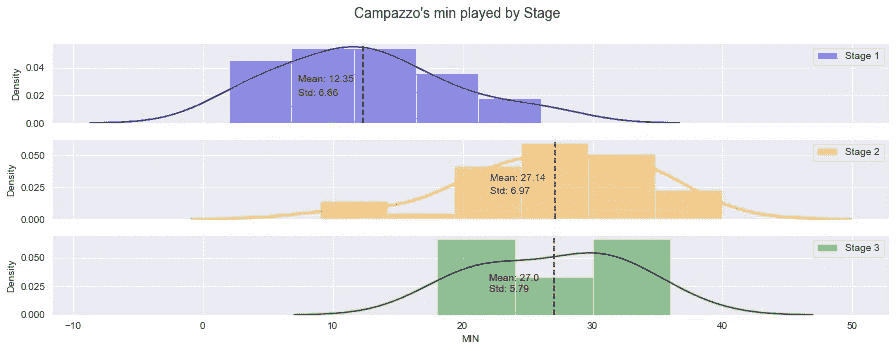 Campazzo's min played by Stage
Density
0.04
0.02
0.00
Mean: 12.35
Std: 6.66
Stage 1
Density
0.050
0.025
0.000
Mean: 27.14
Std: 6.97
Stage 2
Density
0.050
0.025
0.000
Mean: 27.0
Std: 5.79
Stage 3
−10 0 10 20 30 40 50
MIN